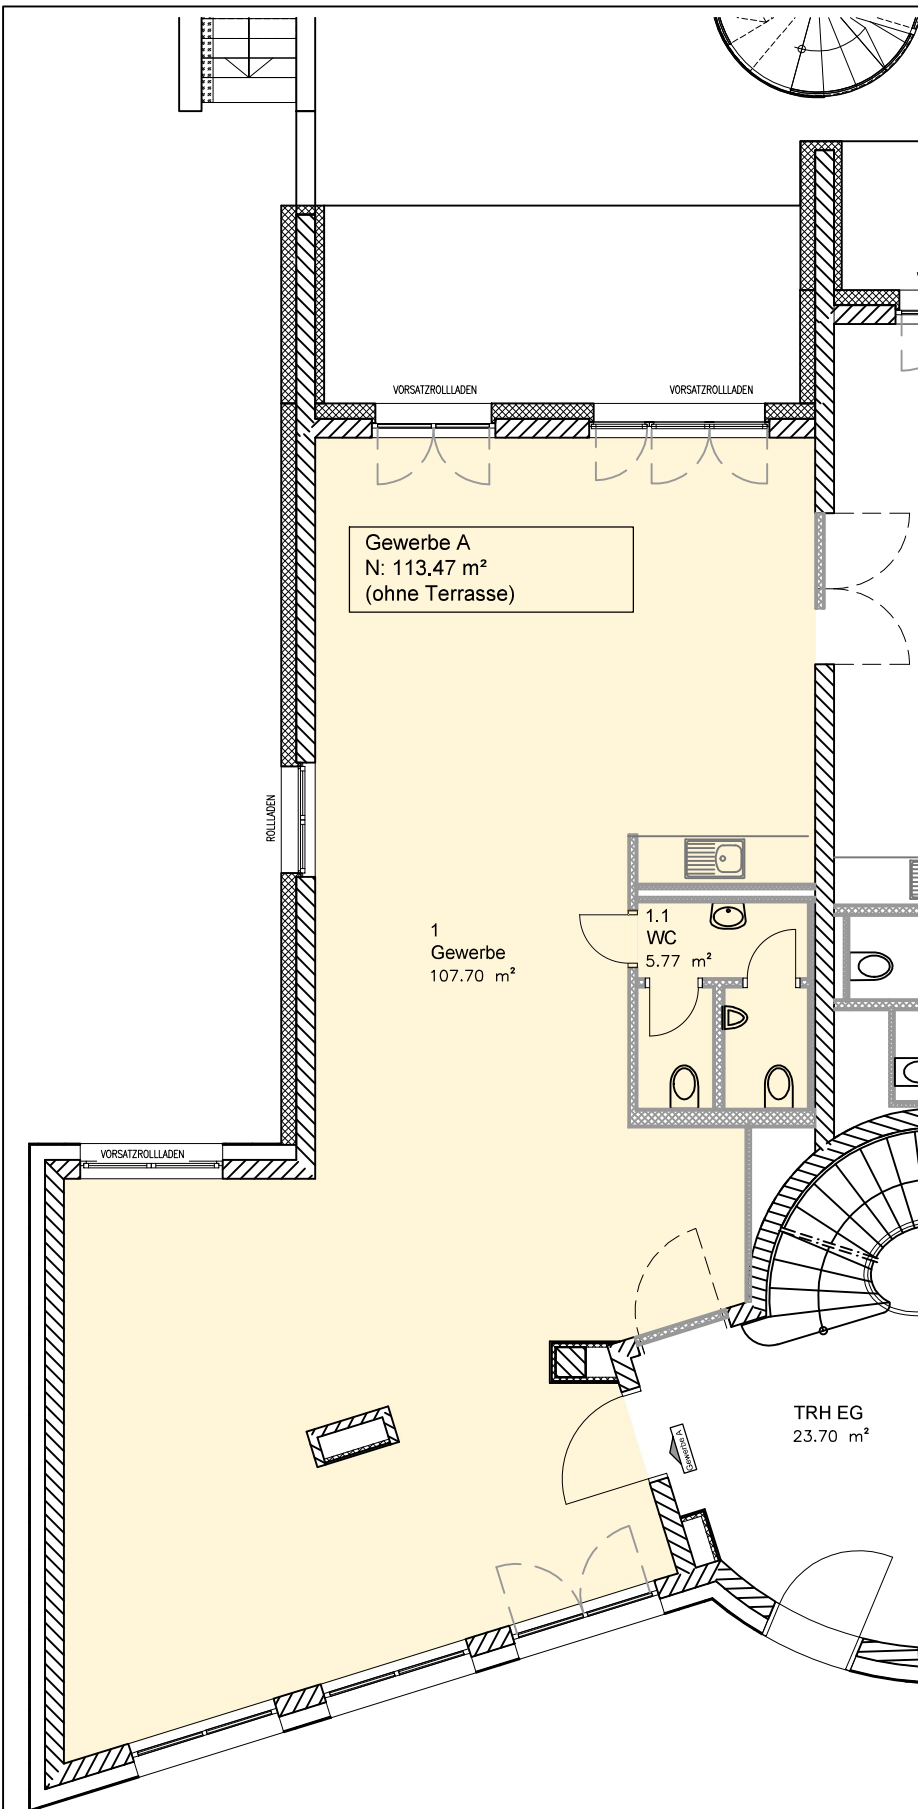 VORSATZROLLLADEN
VORSATZROLLLADEN
Gewerbe A
N: 113.47 m²
(ohne Terrasse)
ROLLLADEN
1
Gewerbe
107.70 m²
1.1
WC
5.77 m²
VORSATZROLLLADEN
TRH EG
23.70 m²
Gewerbe A